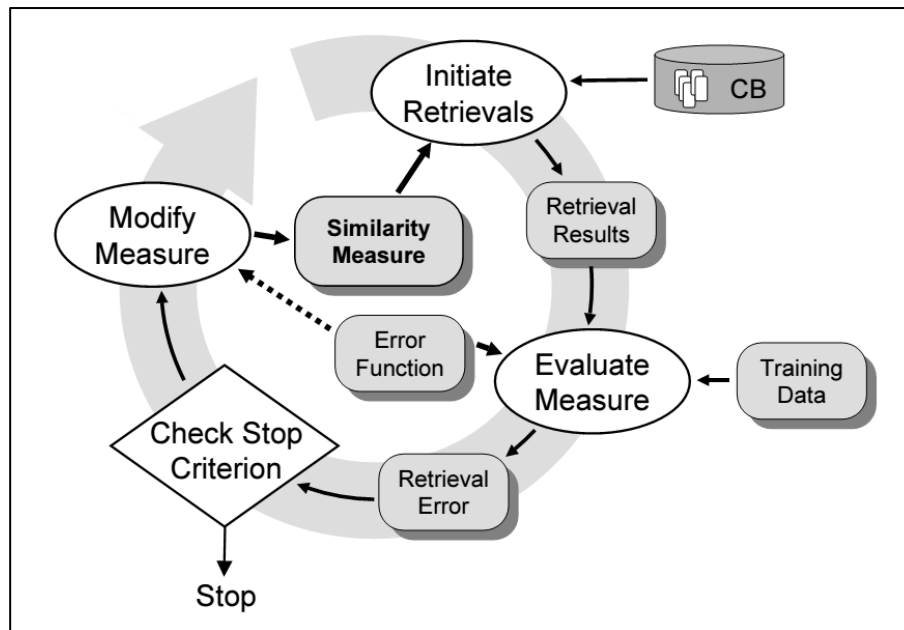 Initiate
Retrievals
CB
Modify
Measure
Similarity
Measure
Retrieval
Results
Error
Function
Evaluate
Measure
Training
Data
Check Stop
Criterion
Retrieval
Error
Stop